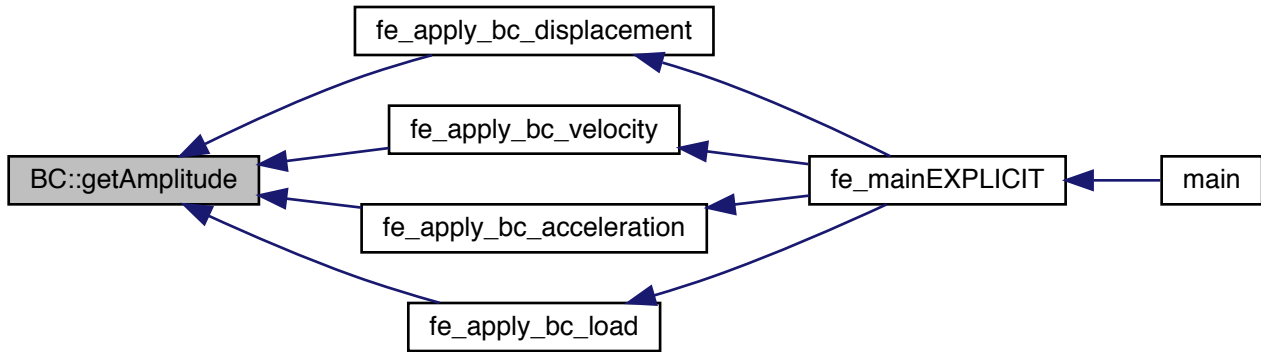 fe_apply_bc_displacement
fe_apply_bc_velocity
BC::getAmplitude
fe_mainEXPLICIT
main
fe_apply_bc_acceleration
fe_apply_bc_load